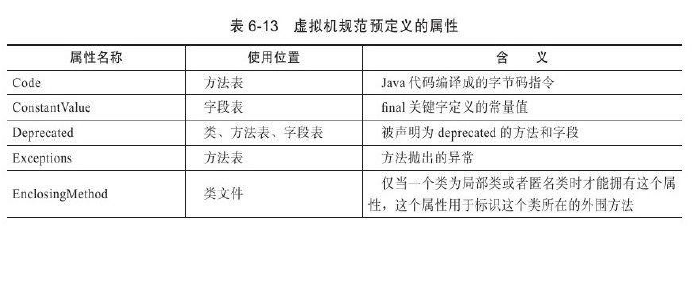 表 6-13 虚拟机规范预定义的属性
属性名称 使用位置 含 义
Code 方法表 Java 代码编译成的字节码指令
ConstantValue 字段表 final 关键字定义的常量值
Deprecated 类、方法表、字段表 被声明为 deprecated 的方法和字段
Exceptions 方法表 方法抛出的异常
EnclosingMethod 类文件 仅当一个类为局部类或者匿名类时才能拥有这个属
性，这个属性用于标识这个类所在的外围方法